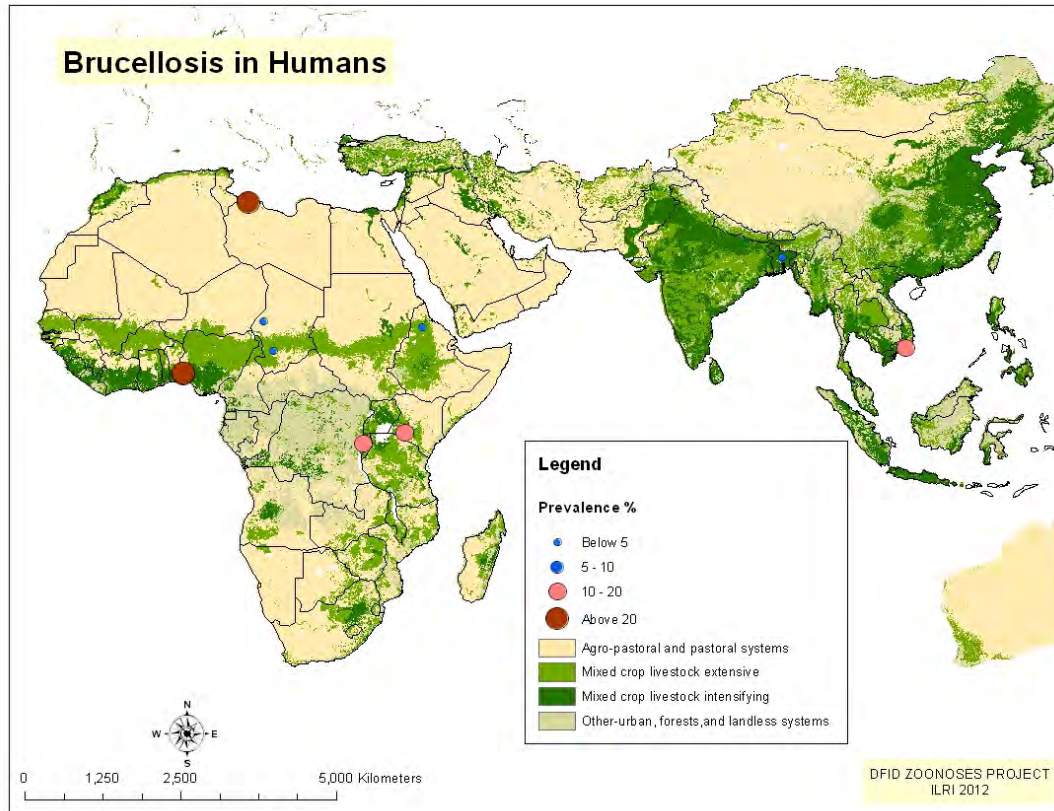 Brucellosis in Humans
Legend
Prevalence %
Below 5
5 - 10
10 - 20
Above 20
Agro-pastoral and pastoral systems
Mixed crop livestock extensive
Mixed crop livestock intensifying
Other-urban, forests,and landless systems
N
W E
S
0 1,250 2,500 5,000 Kilometers
DFID ZOONOSES PROJECT
ILRI 2012